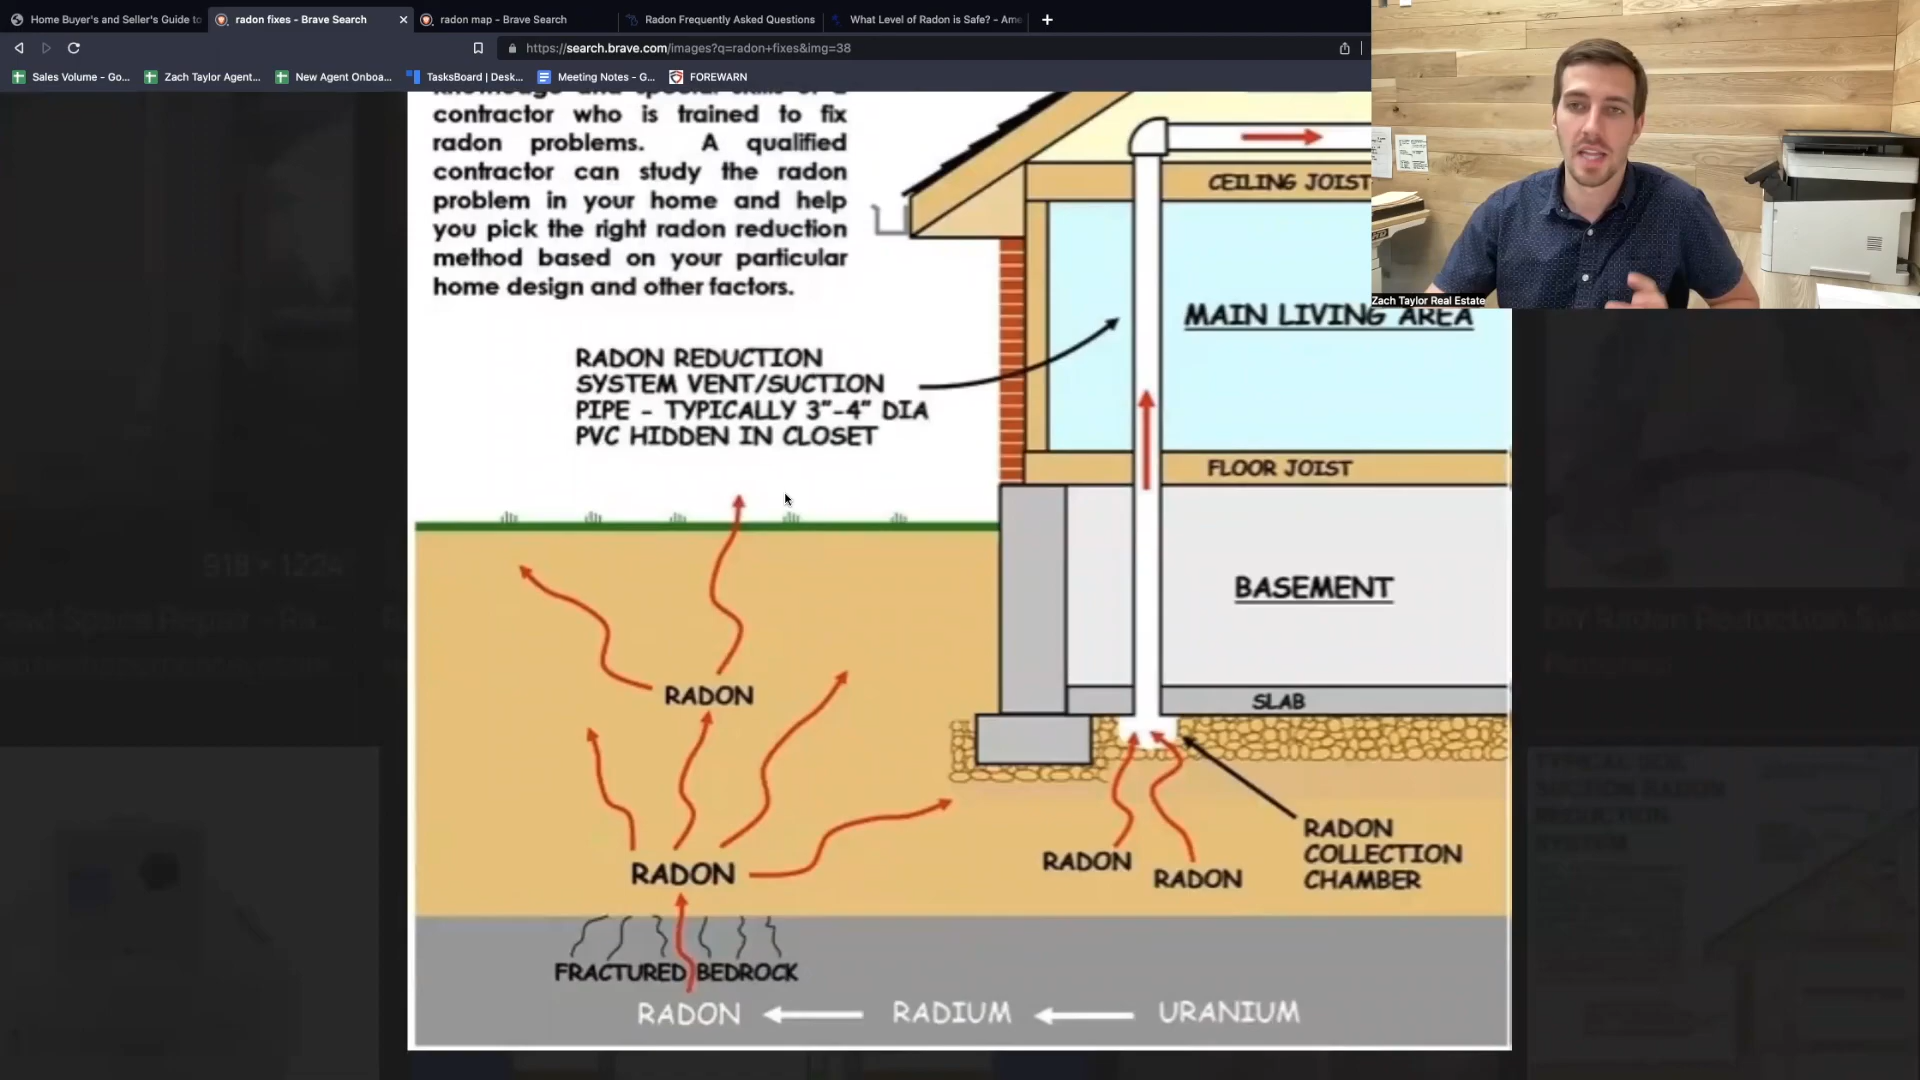 Home Buyer's and Seller's Guide to
radon fixes - Brave Search
radon map - Brave Search
Radon Frequently Asked Questions
What Level of Radon is Safe? - Ame
https://search.brave.com/images?q=radon+fixes&img=38
Sales Volume - Go...
Zach Taylor Agent...
New Agent Onboa...
TasksBoard | Desk...
Meeting Notes - G...
FOREWARN
contractor who is trained to fix
radon problems. A qualified
contractor can study the radon
problem in your home and help
you pick the right radon reduction
method based on your particular
home design and other factors.
CEILING JOIST
Zach Taylor Real Estate
MAIN LIVING AREA
RADON REDUCTION
SYSTEM VENT/SUCTION
PIPE - TYPICALLY 3"-4" DIA
PVC HIDDEN IN CLOSET
FLOOR JOIST
918 × 1224
BASEMENT
RADON
SLAB
RADON
COLLECTION
CHAMBER
RADON
RADON
RADON
FRACTURED BEDROCK
RADON
RADIUM
URANIUM